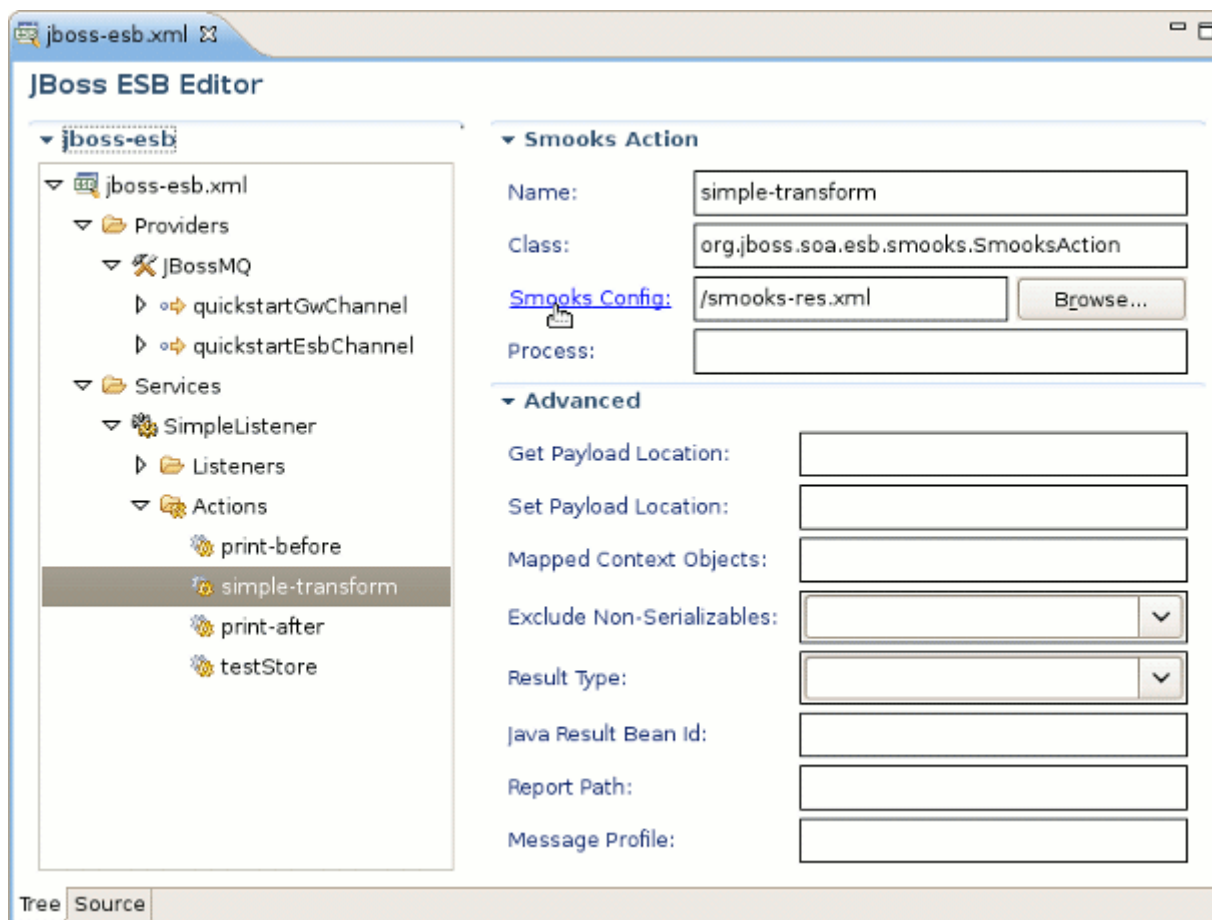 jboss-esb.xml
JBoss ESB Editor
jboss-esb
jboss-esb.xml
Providers
JBossMQ
quickstartGwChannel
quickstartEsbChannel
Services
SimpleListener
Listeners
Actions
print-before
simple-transform
print-after
testStore
Smooks Action
Name: simple-transform
Class: org.jboss.soa.esb.smooks.SmooksAction
Smooks Config: /smooks-res.xml Browse...
Process:
Advanced
Get Payload Location:
Set Payload Location:
Mapped Context Objects:
Exclude Non-Serializables:
Result Type:
Java Result Bean Id:
Report Path:
Message Profile:
Tree Source